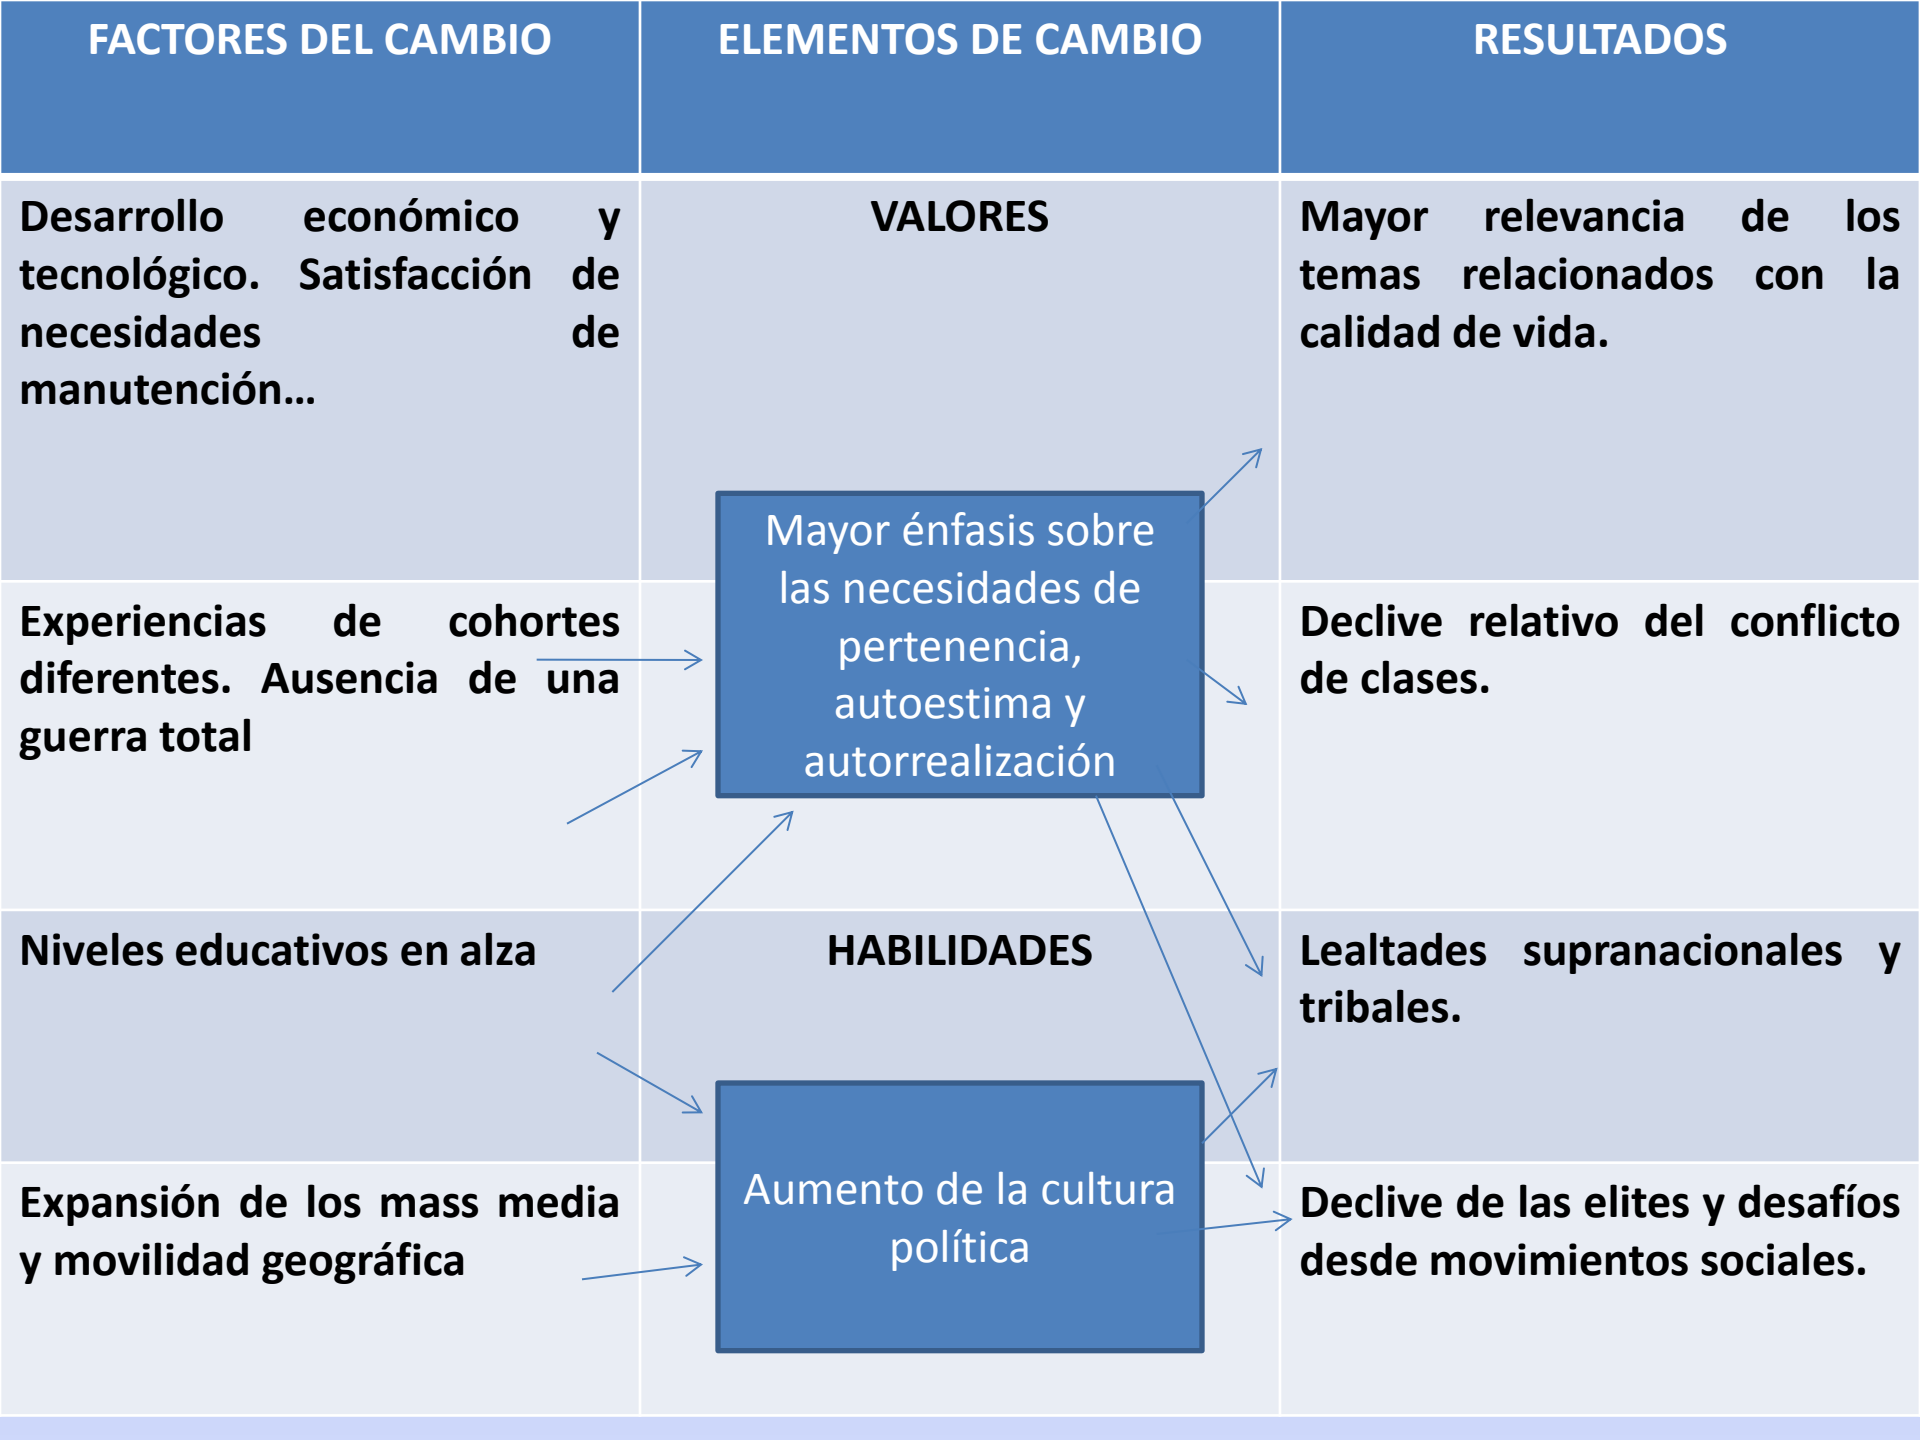 FACTORES DEL CAMBIO
ELEMENTOS DE CAMBIO
RESULTADOS
Desarrollo económico y
tecnológico. Satisfacción de
necesidades de
manutención...
VALORES
Mayor relevancia de los
temas relacionados con la
calidad de vida.
Mayor énfasis sobre
las necesidades de
pertenencia,
autoestima y
autorrealización
Experiencias de cohortes
diferentes. Ausencia de una
guerra total
Declive relativo del conflicto
de clases.
Niveles educativos en alza
HABILIDADES
Lealtades supranacionales y
tribales.
Aumento de la cultura
política
Expansión de los mass media
y movilidad geográfica
Declive de las elites y desafíos
desde movimientos sociales.